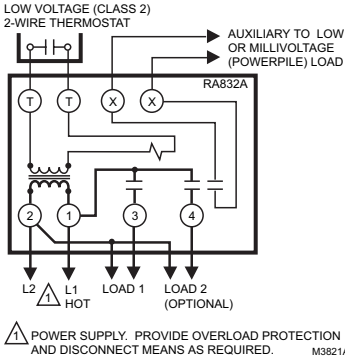 LOW VOLTAGE (CLASS 2)
2-WIRE THERMOSTAT
AUXILIARY TO LOW
OR MILLIVOLTAGE
(POWERPILE) LOAD
RA832A
T T X X
2 1 3 4
L2 1 L1 LOAD 1 LOAD 2
HOT (OPTIONAL)
1 POWER SUPPLY. PROVIDE OVERLOAD PROTECTION
AND DISCONNECT MEANS AS REQUIRED. M3821A